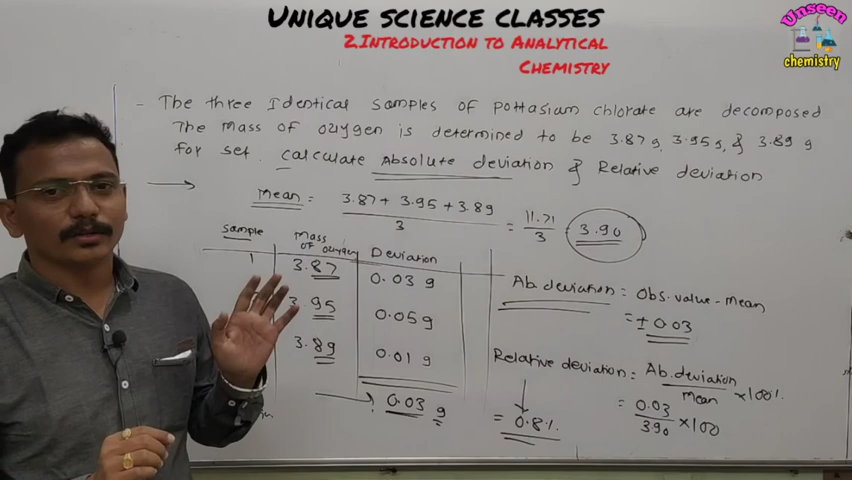 UNIQUE SCIENCE CLASSES
2.INTRODUCTION TO ANALYTICAL
CHEMISTRY
Unseen
chemistry
- The three Identical samples of pottasium chlorate are decomposed
The mass of oxygen is determined to be 3.87 g, 3.95 g, & 3.89 g
for set. Calculate Absolute deviation & Relative deviation
Mean = 3.87 + 3.95 + 3.89 / 3 = 11.71 / 3 = 3.90
sample Mass of oxygen Deviation
1 3.87 0.03 g
3.95 0.05 g
3.89 0.01 g
0.03 g
Ab. deviation = Obs. value - Mean
= ± 0.03
Relative deviation = Ab. deviation / Mean × 100%
= 0.03 / 3.90 × 100
= 0.8%.